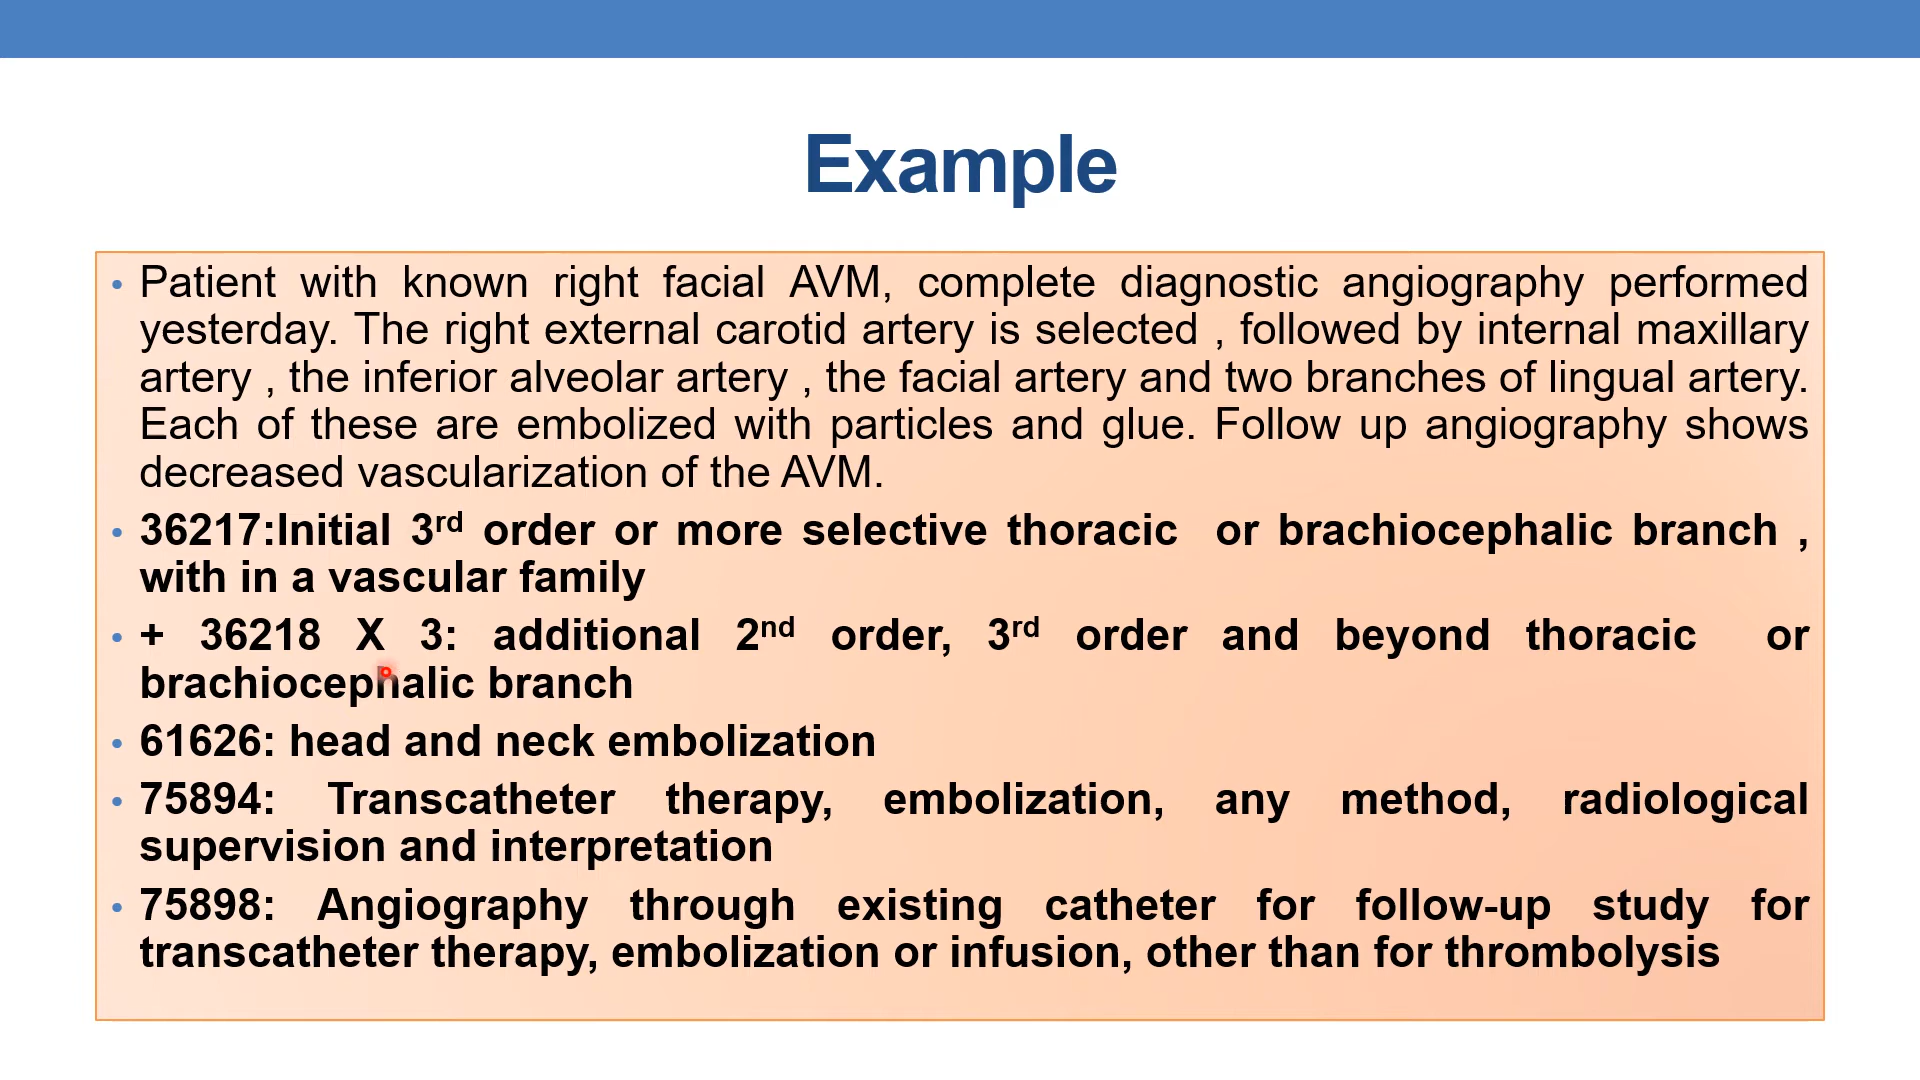 Example
• Patient with known right facial AVM, complete diagnostic angiography performed
yesterday. The right external carotid artery is selected , followed by internal maxillary
artery , the inferior alveolar artery , the facial artery and two branches of lingual artery.
Each of these are embolized with particles and glue. Follow up angiography shows
decreased vascularization of the AVM.
• 36217:Initial 3rd order or more selective thoracic or brachiocephalic branch ,
with in a vascular family
• + 36218 X 3: additional 2nd order, 3rd order and beyond thoracic or
brachiocephalic branch
• 61626: head and neck embolization
• 75894: Transcatheter therapy, embolization, any method, radiological
supervision and interpretation
• 75898: Angiography through existing catheter for follow-up study for
transcatheter therapy, embolization or infusion, other than for thrombolysis